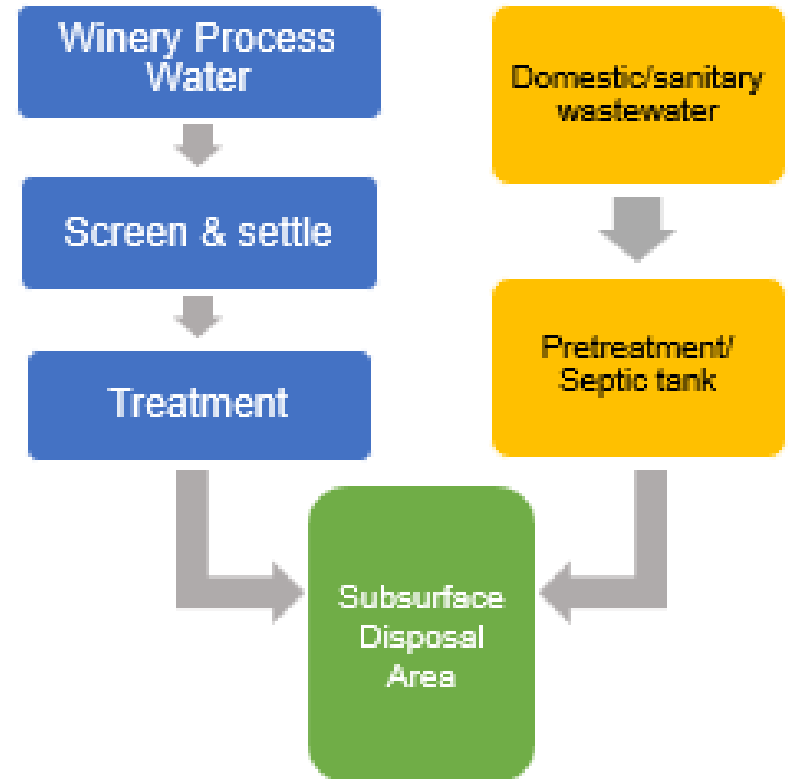 Winery Process
Water
Screen & settle
Treatment
Domestic/sanitary
wastewater
Pretreatment/
Septic tank
Subsurface
Disposal
Area